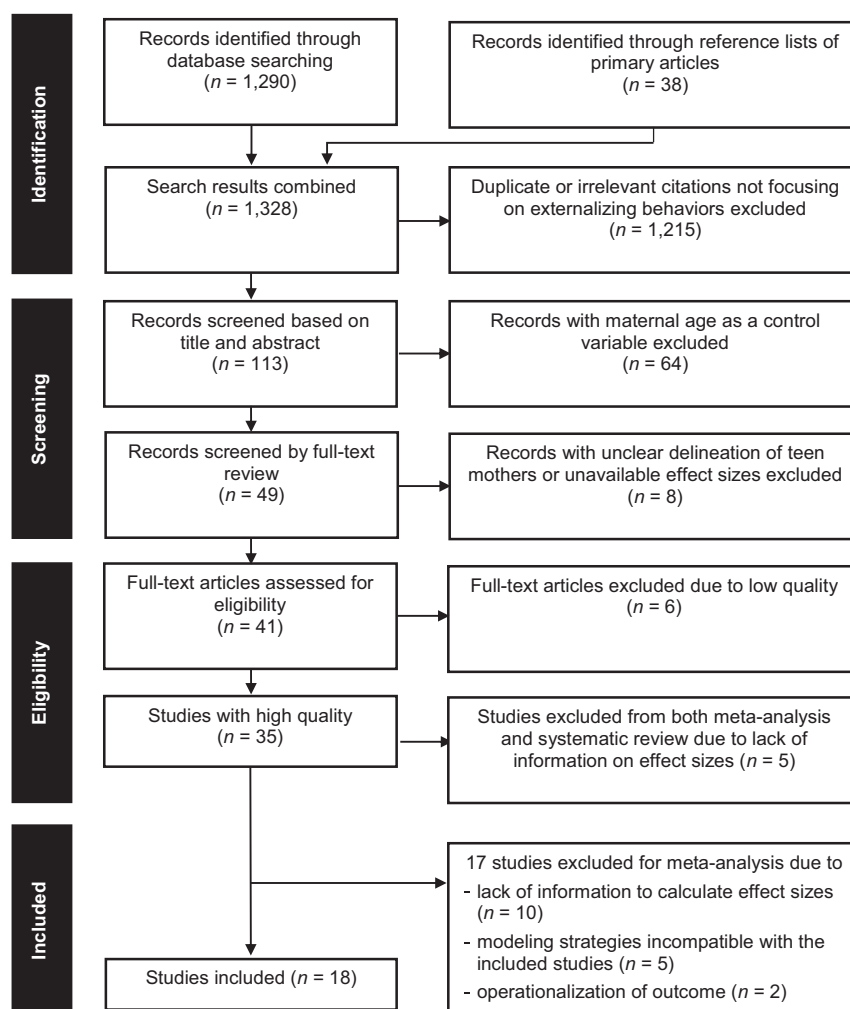 Identification
Records identified through
database searching
(n = 1,290)
Records identified through reference lists of
primary articles
(n = 38)
Search results combined
(n = 1,328)
Duplicate or irrelevant citations not focusing
on externalizing behaviors excluded
(n = 1,215)
Screening
Records screened based on
title and abstract
(n = 113)
Records with maternal age as a control
variable excluded
(n = 64)
Records screened by full-text
review
(n = 49)
Records with unclear delineation of teen
mothers or unavailable effect sizes excluded
(n = 8)
Eligibility
Full-text articles assessed for
eligibility
(n = 41)
Full-text articles excluded due to low quality
(n = 6)
Studies with high quality
(n = 35)
Studies excluded from both meta-analysis
and systematic review due to lack of
information on effect sizes (n = 5)
Included
17 studies excluded for meta-analysis due to
- lack of information to calculate effect sizes
(n = 10)
- modeling strategies incompatible with the
included studies (n = 5)
- operationalization of outcome (n = 2)
Studies included (n = 18)